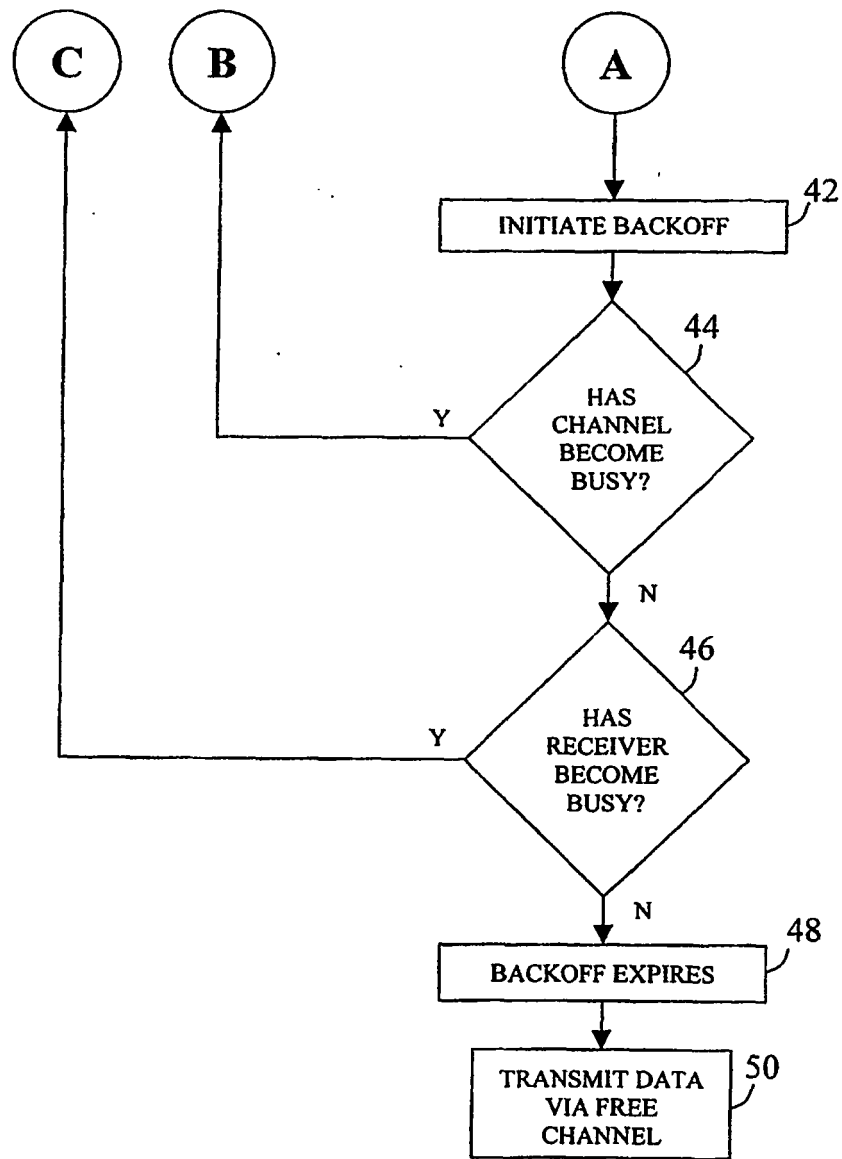 C B A
42
INITIATE BACKOFF
44
HAS
CHANNEL
BECOME
BUSY?
Y
N
46
HAS
RECEIVER
BECOME
BUSY?
Y
N
48
BACKOFF EXPIRES
50
TRANSMIT DATA
VIA FREE
CHANNEL